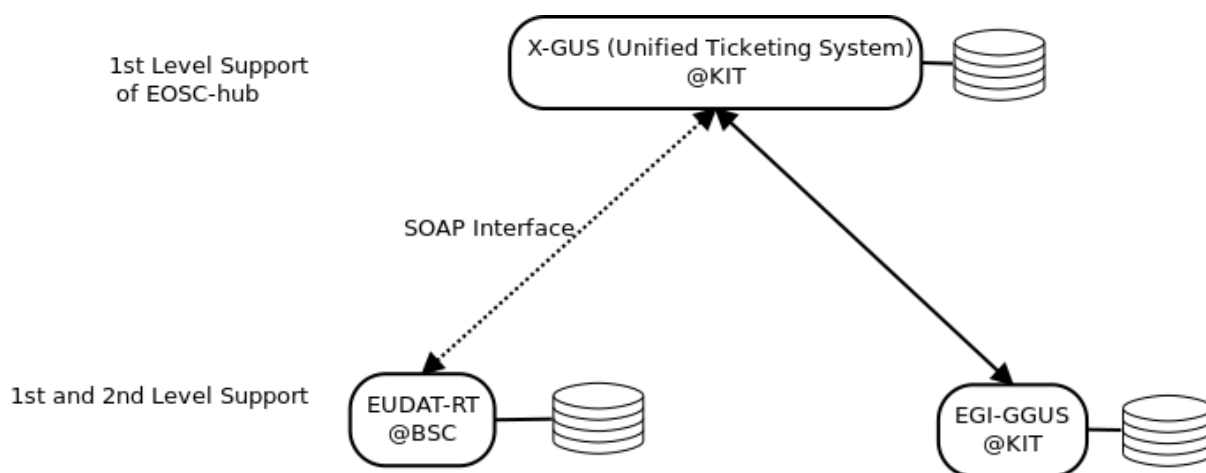 X-GUS (Unified Ticketing System)
@KIT
1st Level Support
of EOSC-hub
SOAP Interface
1st and 2nd Level Support
EUDAT-RT
@BSC
EGI-GGUS
@KIT